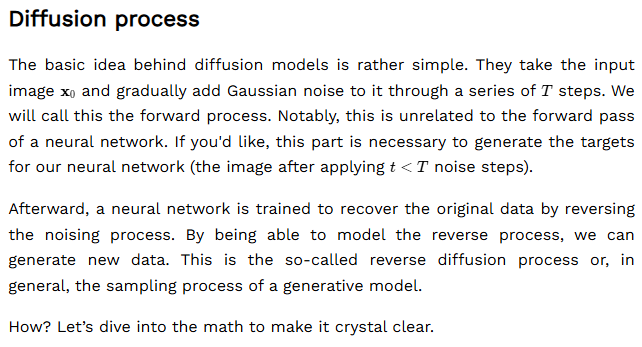 Diffusion process
The basic idea behind diffusion models is rather simple. They take the input
image x₀ and gradually add Gaussian noise to it through a series of T steps. We
will call this the forward process. Notably, this is unrelated to the forward pass
of a neural network. If you'd like, this part is necessary to generate the targets
for our neural network (the image after applying t < T noise steps).
Afterward, a neural network is trained to recover the original data by reversing
the noising process. By being able to model the reverse process, we can
generate new data. This is the so-called reverse diffusion process or, in
general, the sampling process of a generative model.
How? Let’s dive into the math to make it crystal clear.